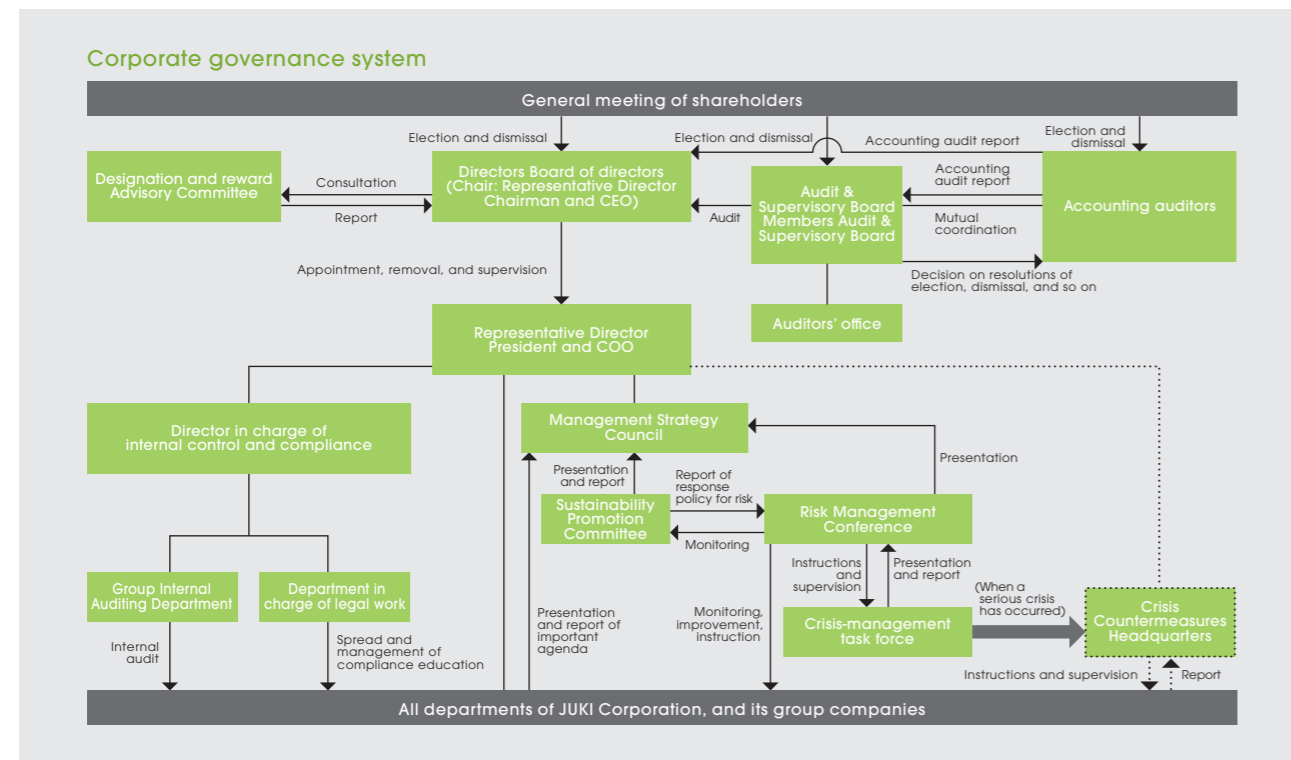 Corporate governance system
General meeting of shareholders
Election and dismissal
Election and dismissal
Accounting audit report
Election and
dismissal
Designation and reward
Advisory Committee
Consultation
Report
Directors Board of directors
(Chair: Representative Director
Chairman and CEO)
Audit
Audit &
Supervisory Board
Members Audit &
Supervisory Board
Accounting
audit report
Mutual
coordination
Accounting auditors
Decision on resolutions of
election, dismissal, and so on
Appointment, removal, and supervision
Auditors' office
Representative Director
President and COO
Director in charge of
internal control and compliance
Management Strategy
Council
Presentation
Presentation
and report
Report of
response
policy for risk
Sustainability
Promotion
Committee
Monitoring
Risk Management
Conference
Group Internal
Auditing Department
Department in
charge of legal work
Instructions
and
supervision
Presentation
and report
(When a
serious crisis
has occurred)
Presentation
and report of
important
agenda
Monitoring,
improvement,
instruction
Crisis-management
task force
Crisis
Countermeasures
Headquarters
Internal
audit
Spread and
management of
compliance education
Instructions and supervision
Report
All departments of JUKI Corporation, and its group companies